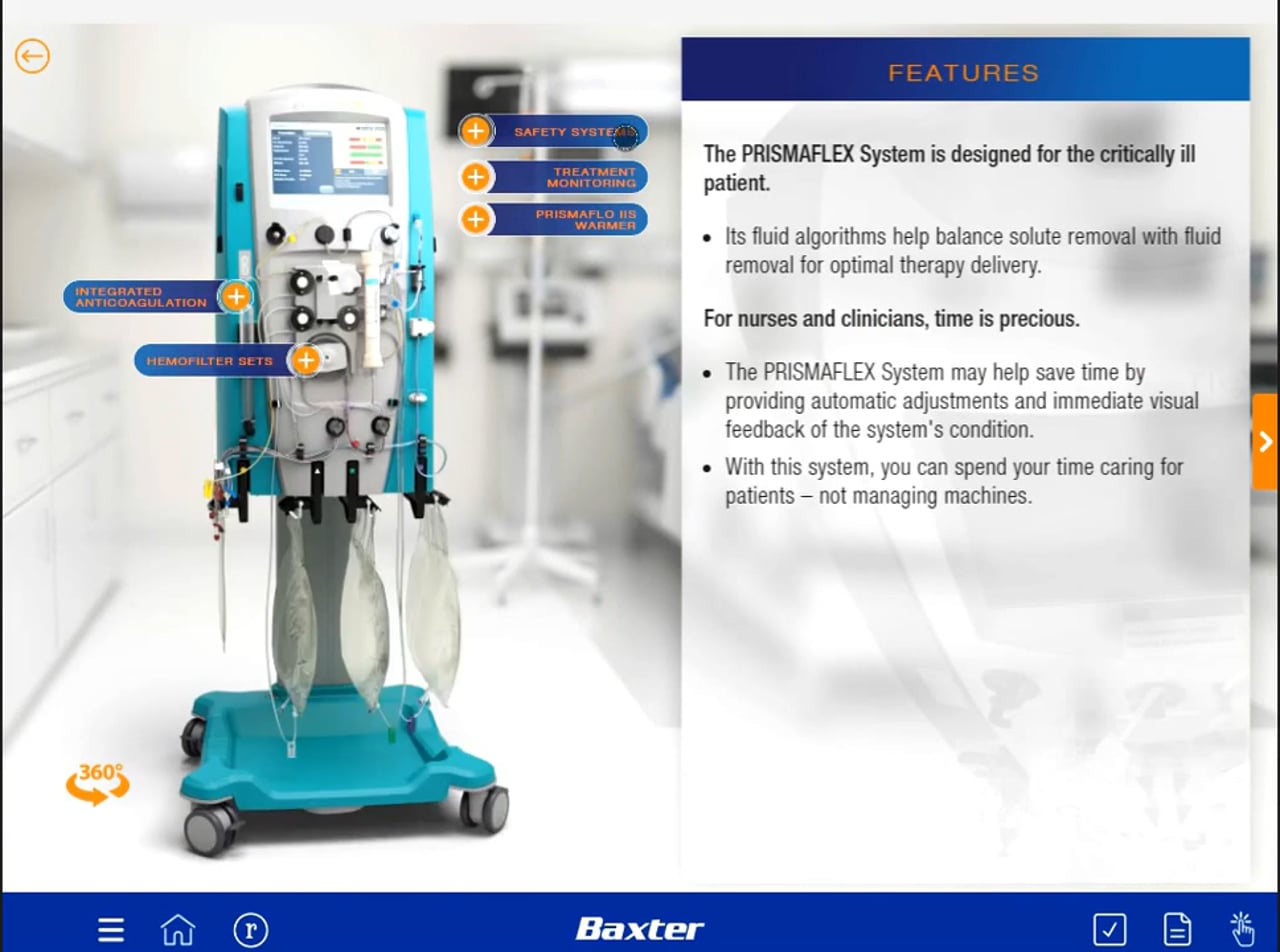 FEATURES
SAFETY SYSTEMS
TREATMENT
MONITORING
PRISMAFLO IIS
WARMER
INTEGRATED
ANTICOAGULATION
HEMOFILTER SETS
360°
The PRISMAFLEX System is designed for the critically ill
patient.
• Its fluid algorithms help balance solute removal with fluid
removal for optimal therapy delivery.
For nurses and clinicians, time is precious.
• The PRISMAFLEX System may help save time by
providing automatic adjustments and immediate visual
feedback of the system's condition.
• With this system, you can spend your time caring for
patients – not managing machines.
r
Baxter